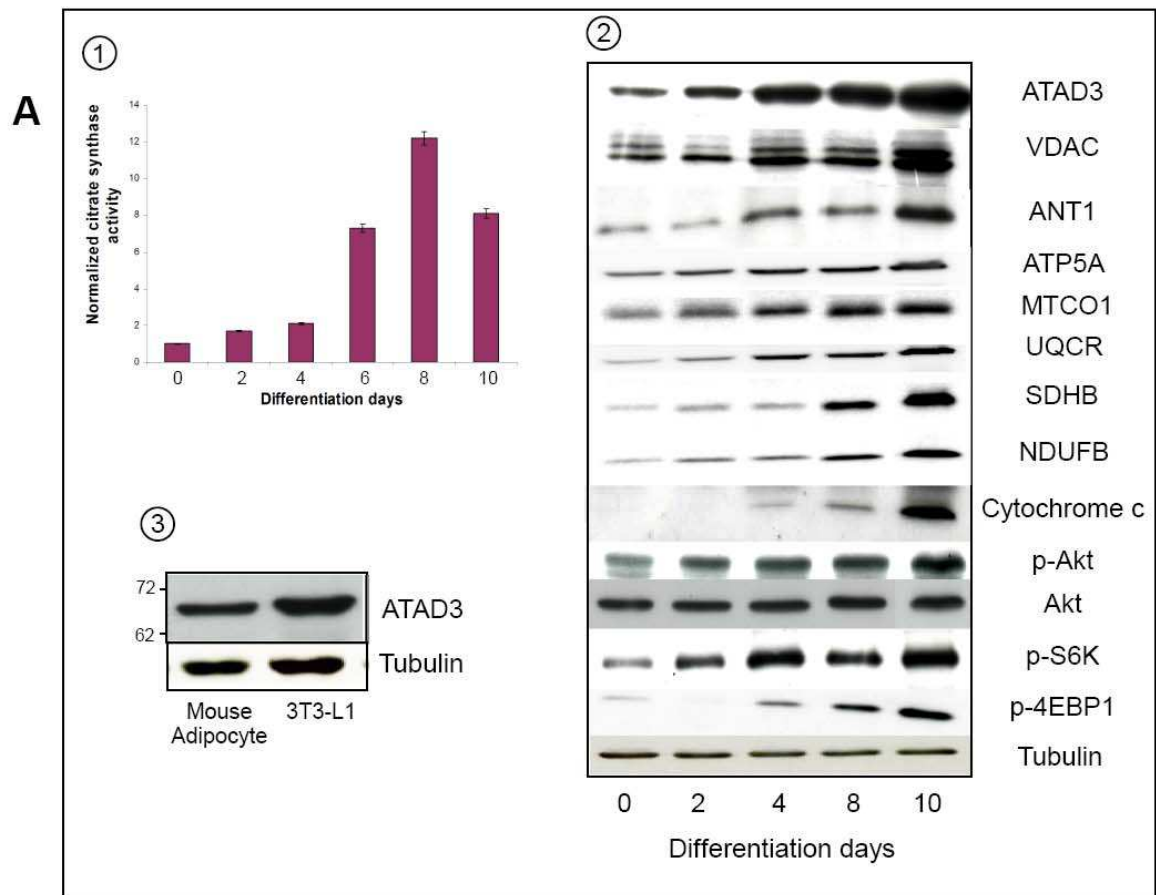 A
1
Normalized citrate synthase
activity
14
12
10
8
6
4
2
0
0 2 4 6 8 10
Differentiation days
2
ATAD3
VDAC
ANT1
ATP5A
MTCO1
UQCR
SDHB
NDUFB
Cytochrome c
p-Akt
Akt
p-S6K
p-4EBP1
Tubulin
0 2 4 8 10
Differentiation days
3
72
62
ATAD3
Tubulin
Mouse
Adipocyte
3T3-L1